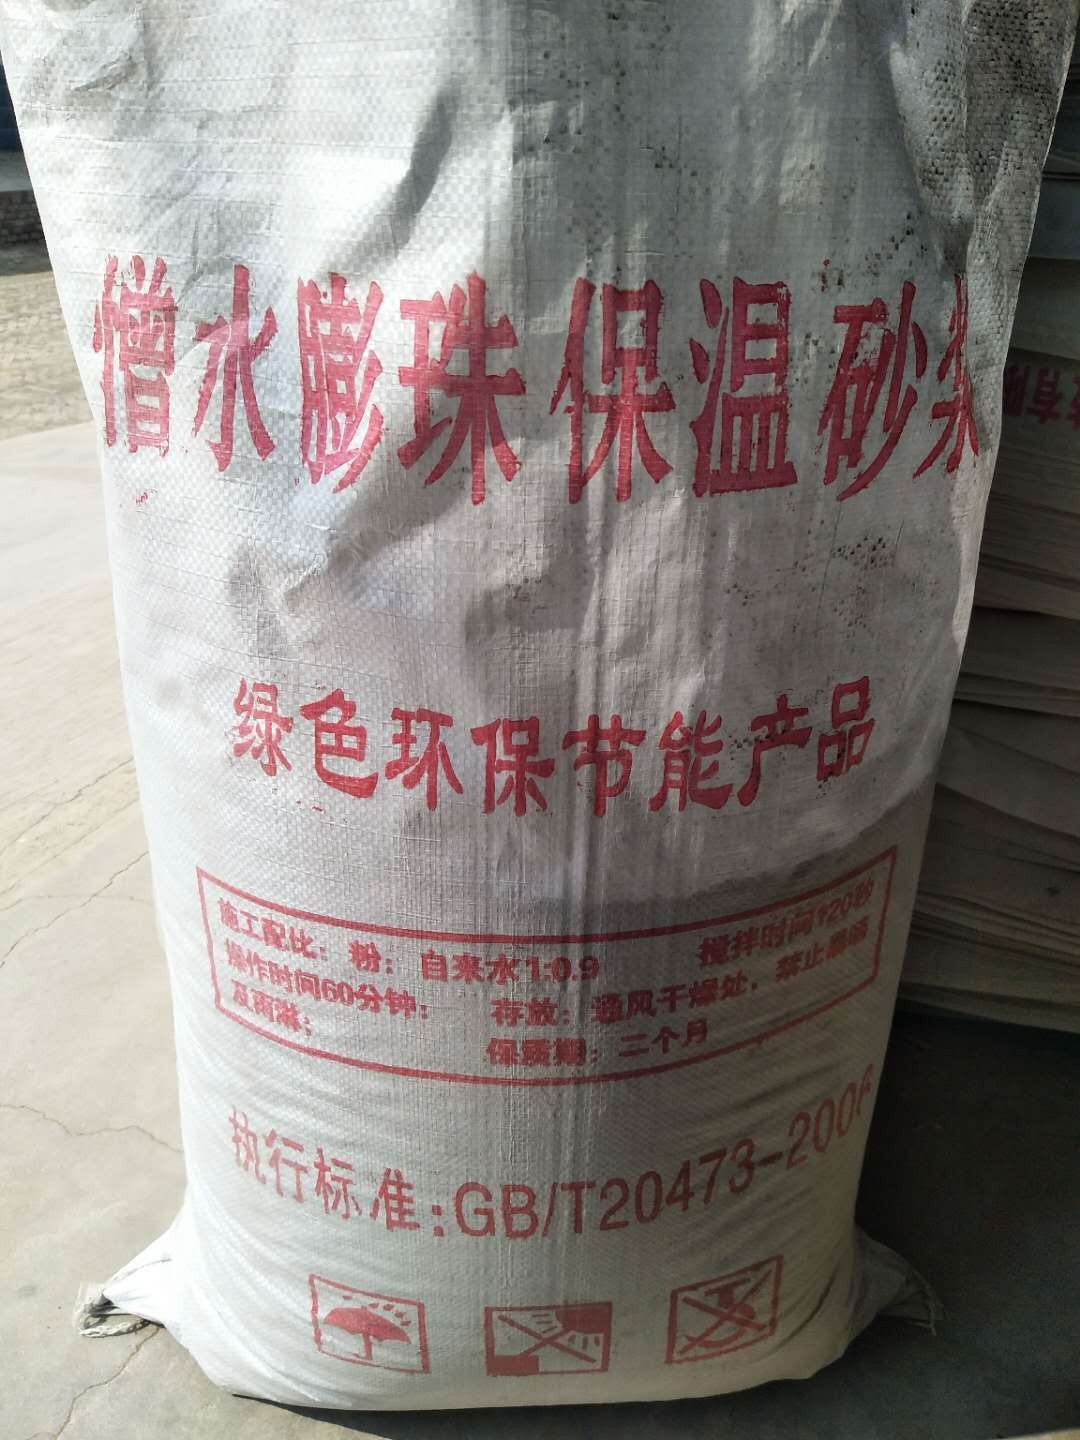 憎水膨珠保温砂浆
绿色环保节能产品
施工配比：粉：自来水1-0.9 搅拌时间120秒
操作时间60分钟：存放：通风干燥处，禁止暴晒
及雨淋：保质期：三个月
执行标准:GB/T20473-2006